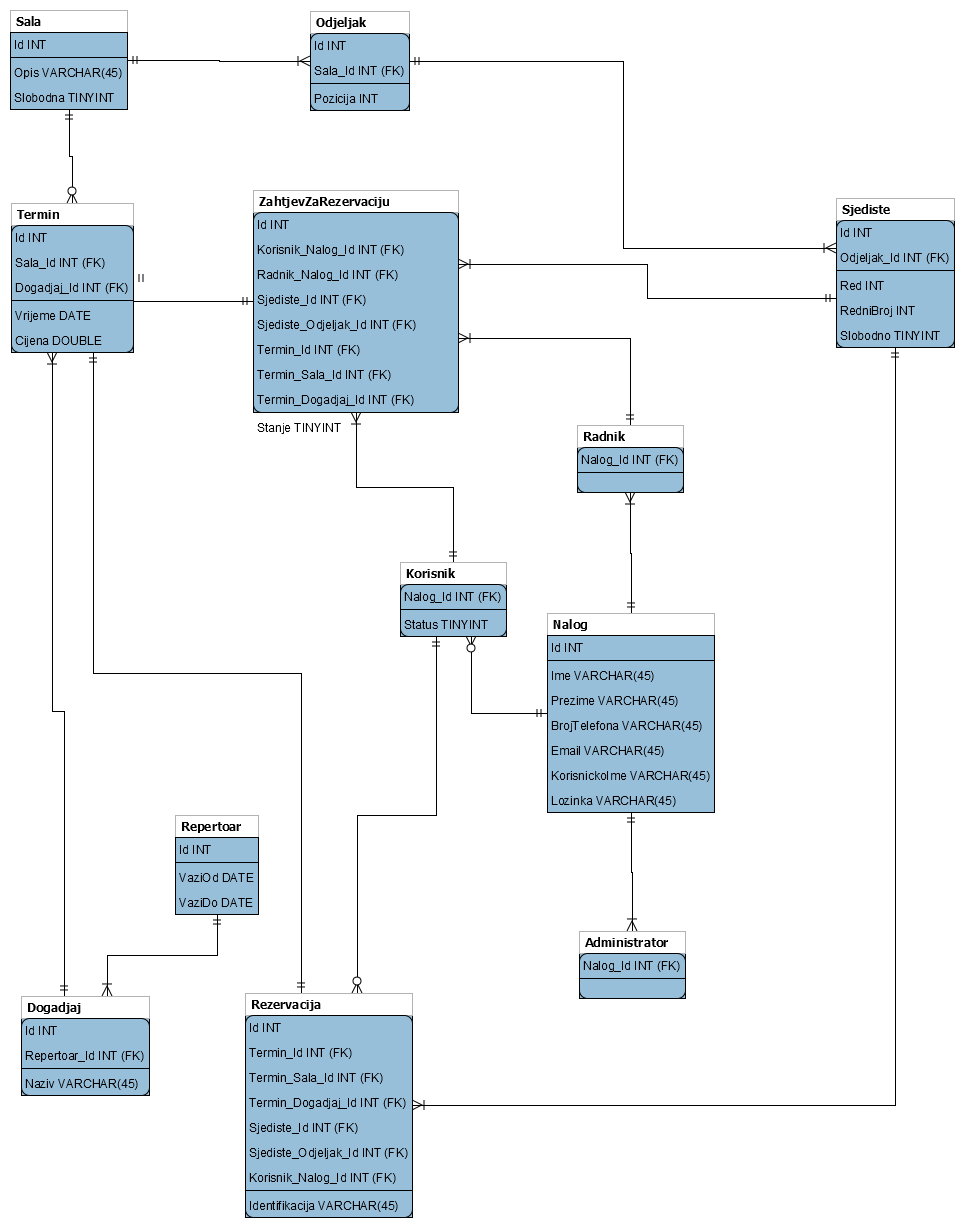 Sala
Id INT
Opis VARCHAR(45)
Slobodna TINYINT
Odjeljak
Id INT
Sala_Id INT (FK)
Pozicija INT
Termin
Id INT
Sala_Id INT (FK)
Dogadjaj_Id INT (FK)
Vrijeme DATE
Cijena DOUBLE
ZahtjevZaRezervaciju
Id INT
Korisnik_Nalog_Id INT (FK)
Radnik_Nalog_Id INT (FK)
Sjediste_Id INT (FK)
Sjediste_Odjeljak_Id INT (FK)
Termin_Id INT (FK)
Termin_Sala_Id INT (FK)
Termin_Dogadjaj_Id INT (FK)
Stanje TINYINT
Sjediste
Id INT
Odjeljak_Id INT (FK)
Red INT
RedniBroj INT
Slobodno TINYINT
Radnik
Nalog_Id INT (FK)
Korisnik
Nalog_Id INT (FK)
Status TINYINT
Nalog
Id INT
Ime VARCHAR(45)
Prezime VARCHAR(45)
BrojTelefona VARCHAR(45)
Email VARCHAR(45)
KorisnickoIme VARCHAR(45)
Lozinka VARCHAR(45)
Repertoar
Id INT
VaziOd DATE
VaziDo DATE
Administrator
Nalog_Id INT (FK)
Dogadjaj
Id INT
Repertoar_Id INT (FK)
Naziv VARCHAR(45)
Rezervacija
Id INT
Termin_Id INT (FK)
Termin_Sala_Id INT (FK)
Termin_Dogadjaj_Id INT (FK)
Sjediste_Id INT (FK)
Sjediste_Odjeljak_Id INT (FK)
Korisnik_Nalog_Id INT (FK)
Identifikacija VARCHAR(45)